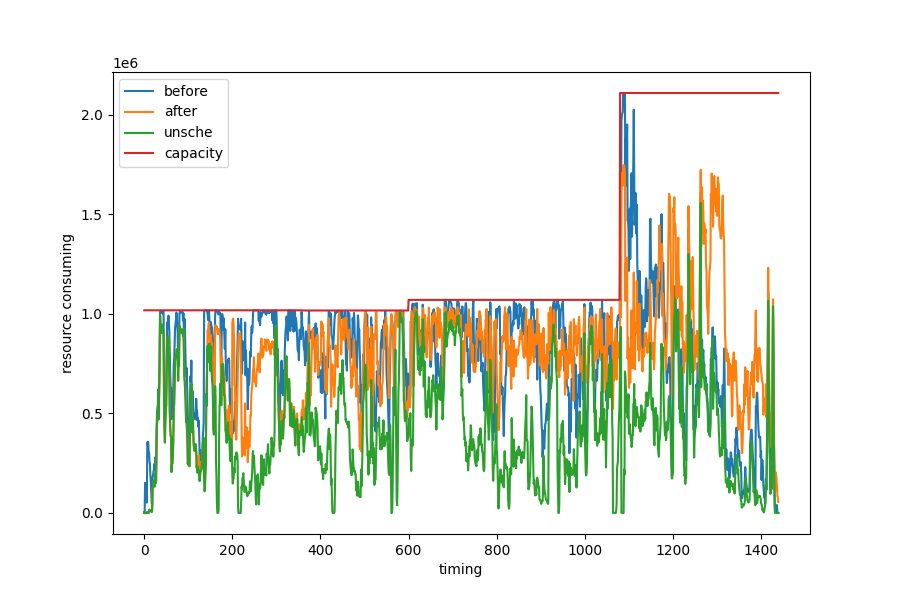 1e6
before
after
unsche
capacity
2.0
1.5
1.0
0.5
0.0
resource consuming
0 200 400 600 800 1000 1200 1400
timing